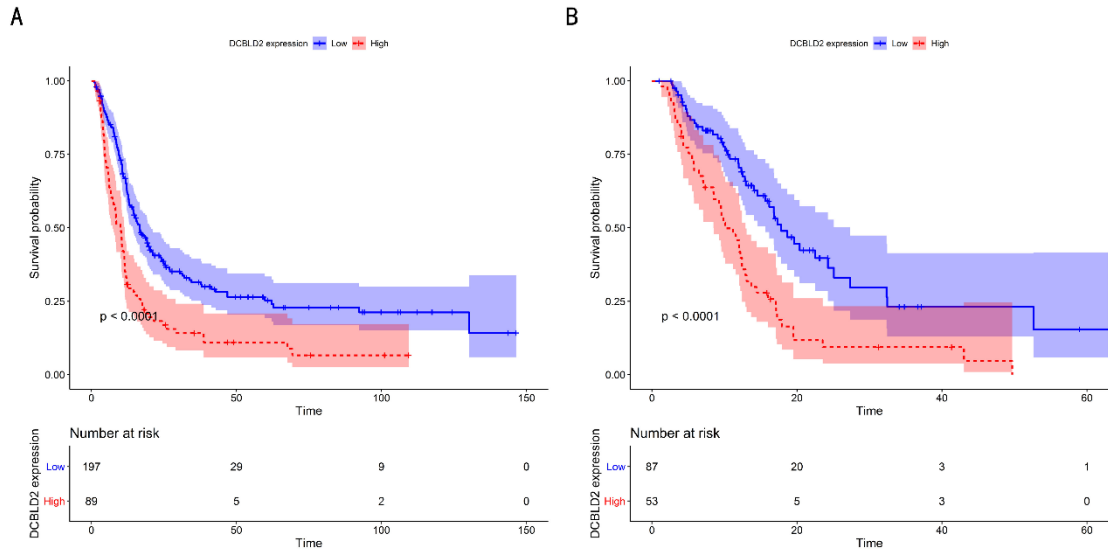 A
DCBLD2 expression Low High
Survival probability
1.00
0.75
0.50
0.25
0.00
p < 0.0001
0 50 100 150
Time
Number at risk
DCBLD2 expression
Low 197 29 9 0
High 89 5 2 0
0 50 100 150
Time
B
DCBLD2 expression Low High
Survival probability
1.00
0.75
0.50
0.25
0.00
p < 0.0001
0 20 40 60
Time
Number at risk
DCBLD2 expression
Low 87 20 3 1
High 53 5 3 0
0 20 40 60
Time